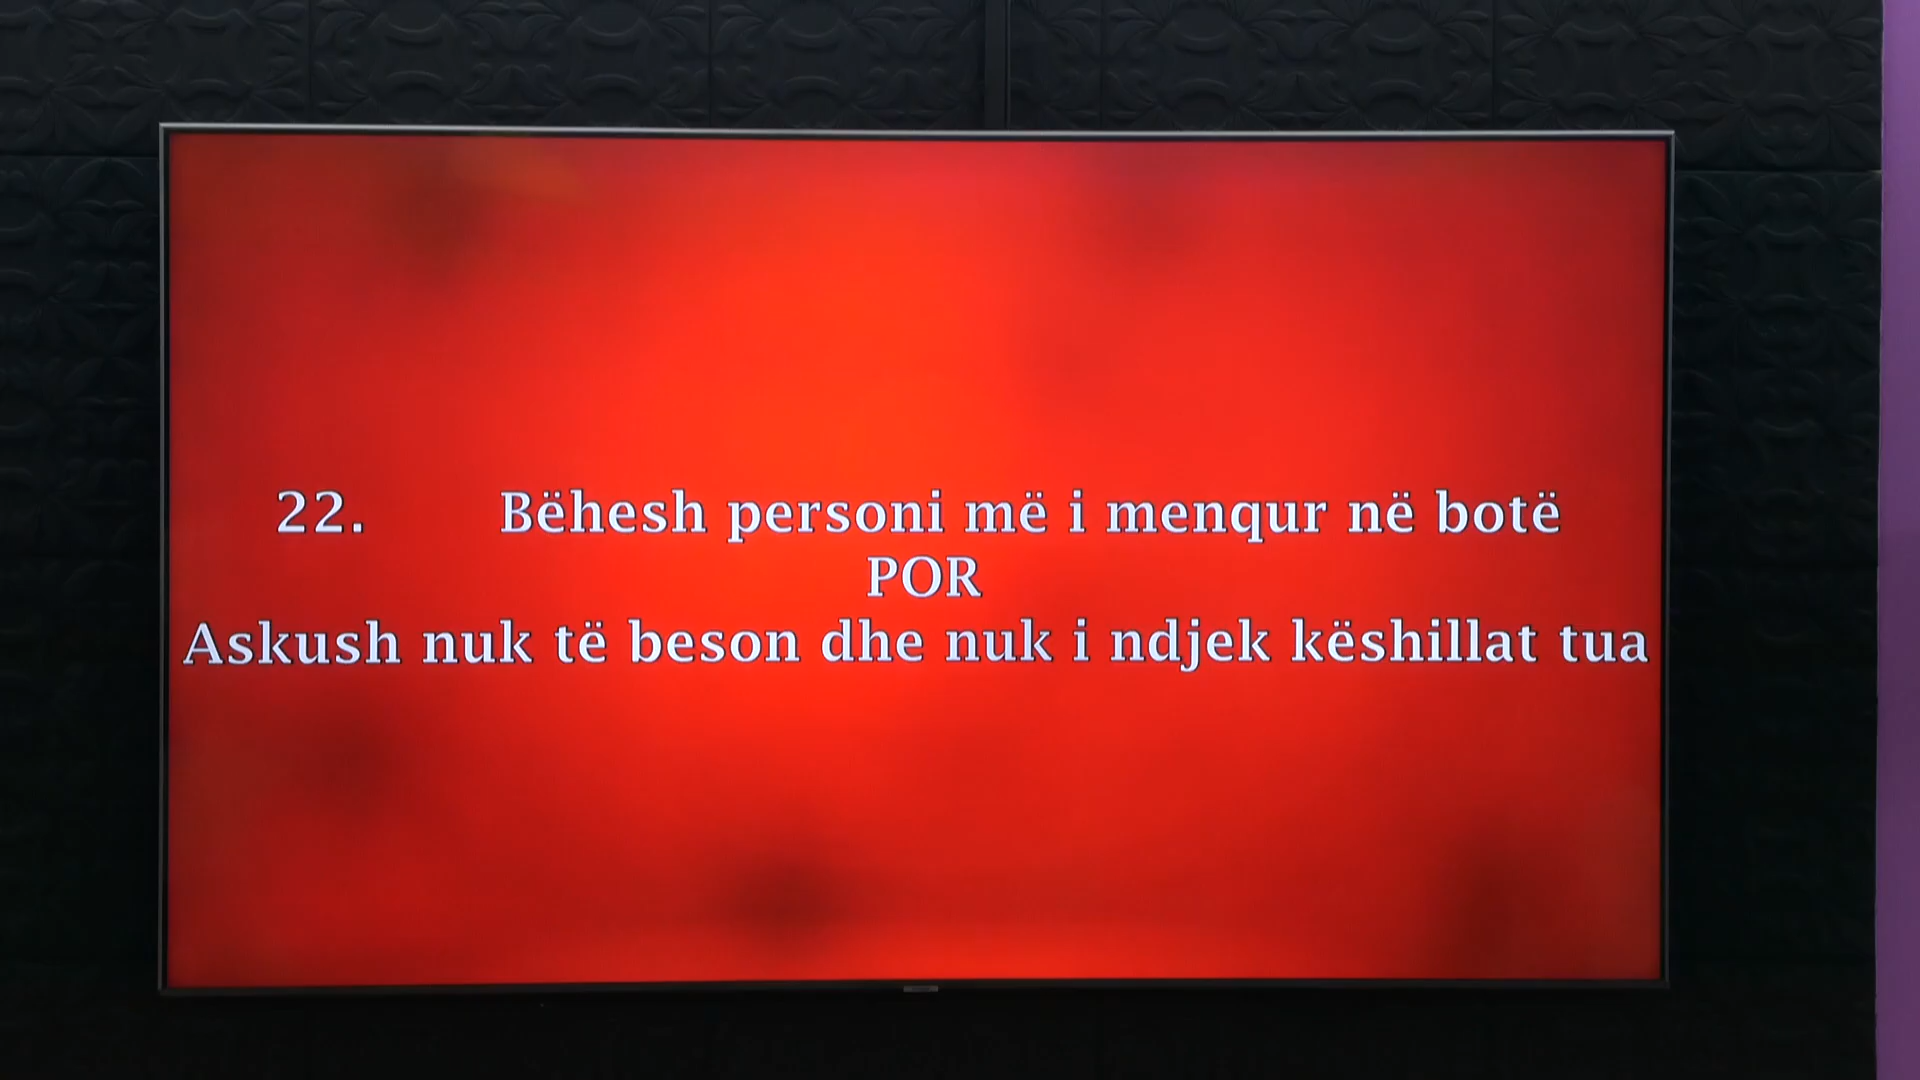 22. Bëhesh personi më i menqur në botë
POR
Askush nuk të beson dhe nuk i ndjek këshillat tua